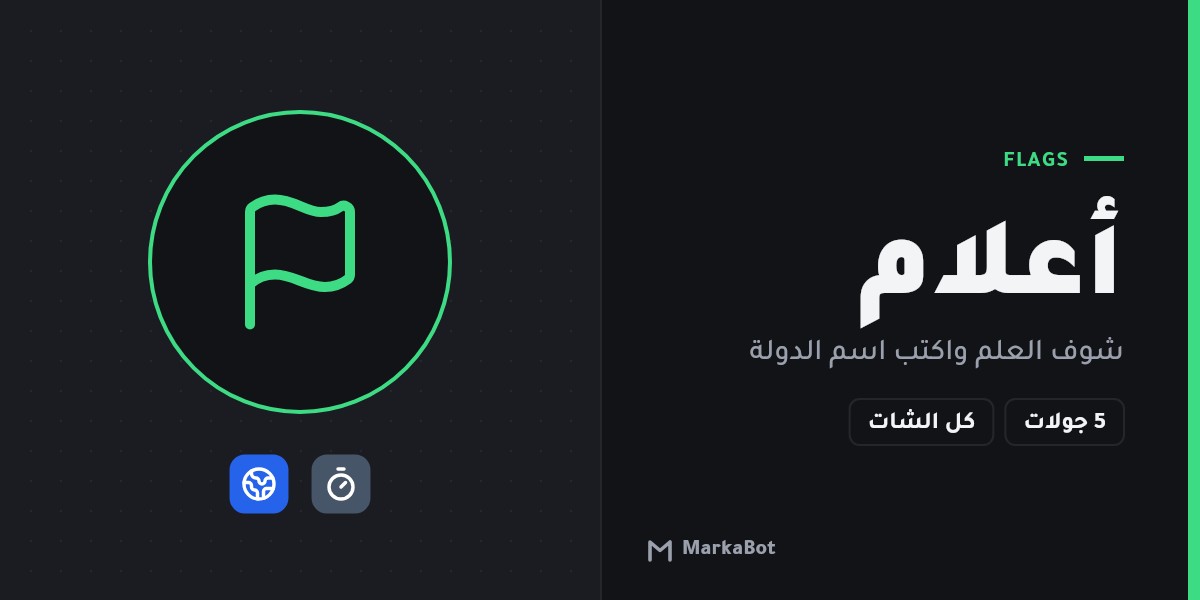 FLAGS
أعلام
شوف العلم واكتب اسم الدولة
5 جولات
كل الشات
MarkaBot